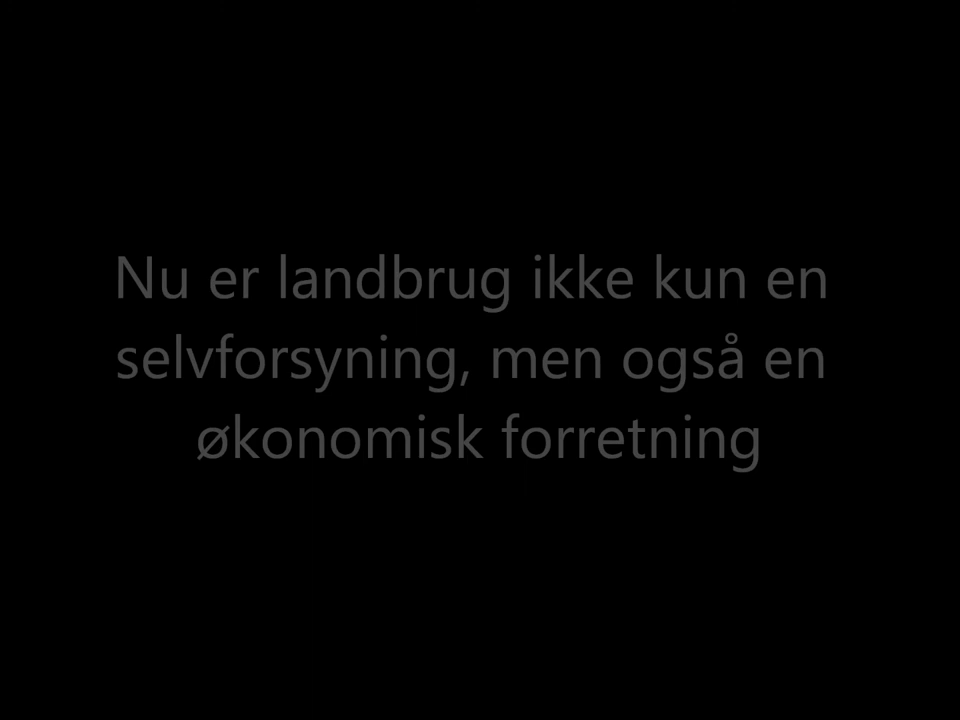 Nu er landbrug ikke kun en
selvforsyning, men også en
økonomisk forretning